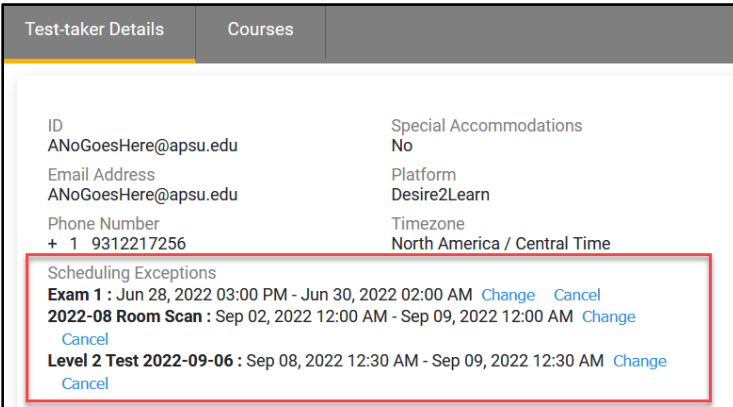 Test-taker Details Courses
ID Special Accommodations
ANoGoesHere@apsu.edu No
Email Address Platform
ANoGoesHere@apsu.edu Desire2Learn
Phone Number Timezone
+ 1 9312217256 North America / Central Time
Scheduling Exceptions
Exam 1 : Jun 28, 2022 03:00 PM - Jun 30, 2022 02:00 AM Change Cancel
2022-08 Room Scan : Sep 02, 2022 12:00 AM - Sep 09, 2022 12:00 AM Change
Cancel
Level 2 Test 2022-09-06 : Sep 08, 2022 12:30 AM - Sep 09, 2022 12:30 AM Change
Cancel